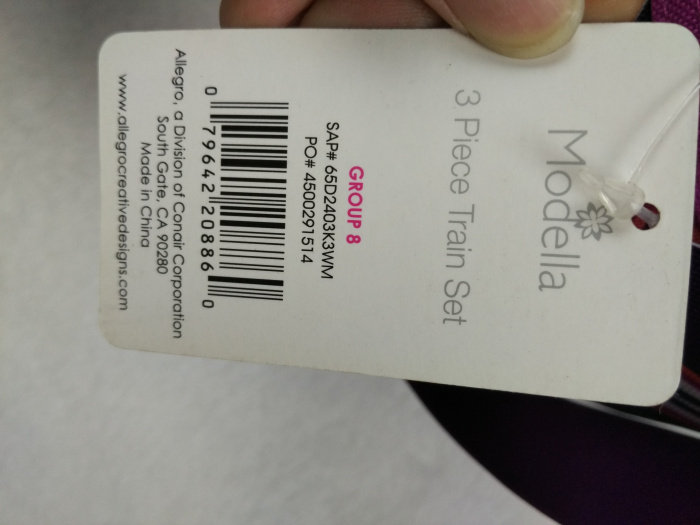 Modella
3 Piece Train Set
GROUP 8
SAP# 65D2403K3WM
PO# 4500291514
0 79642 20886 0
Allegro, a Division of Conair Corporation
South Gate, CA 90280
Made in China
www.allegrocreativedesigns.com